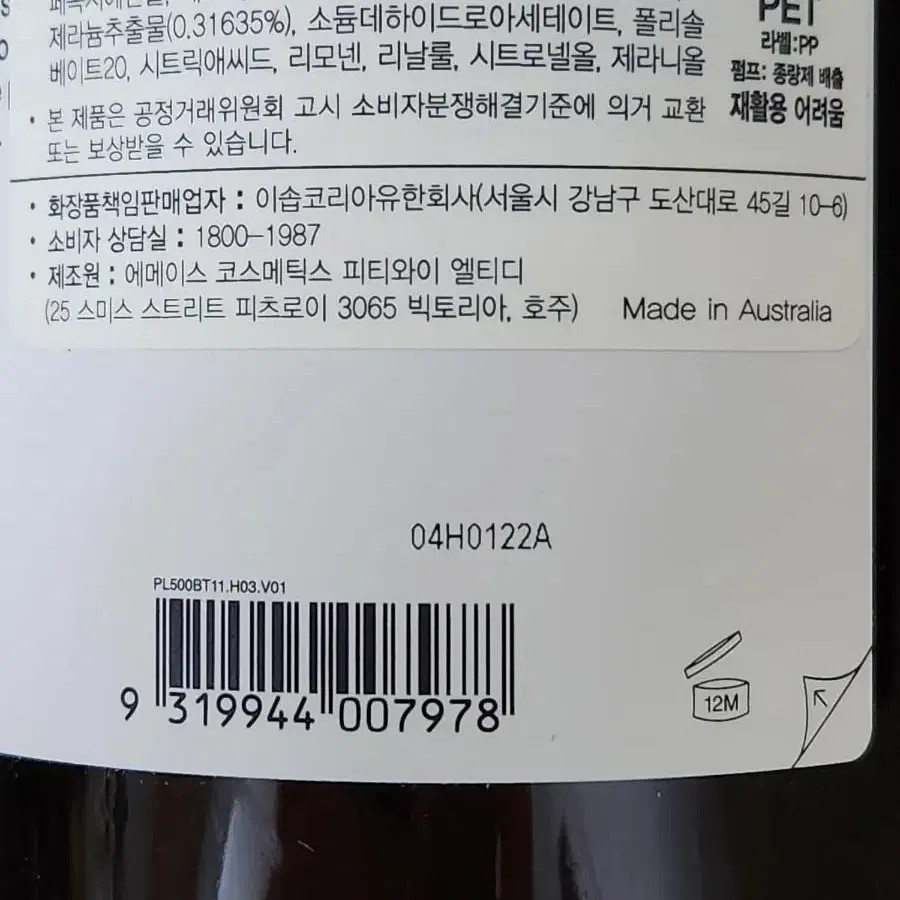 제라늄추출물(0.31635%), 소듐데하이드로아세테이트, 폴리솔
베이트20, 시트릭애씨드, 리모넨, 리날룰, 시트로넬올, 제라니올
• 본 제품은 공정거래위원회 고시 소비자분쟁해결기준에 의거 교환
또는 보상받을 수 있습니다.
PET
라벨:PP
펌프: 종량제 배출
재활용 어려움
• 화장품책임판매업자 : 이솝코리아유한회사(서울시 강남구 도산대로 45길 10-6)
• 소비자 상담실 : 1800-1987
• 제조원 : 에메이스 코스메틱스 피티와이 엘티디
(25 스미스 스트리트 피츠로이 3065 빅토리아, 호주) Made in Australia
04H0122A
PL500BT11.H03.V01
9 319944 007978
12M